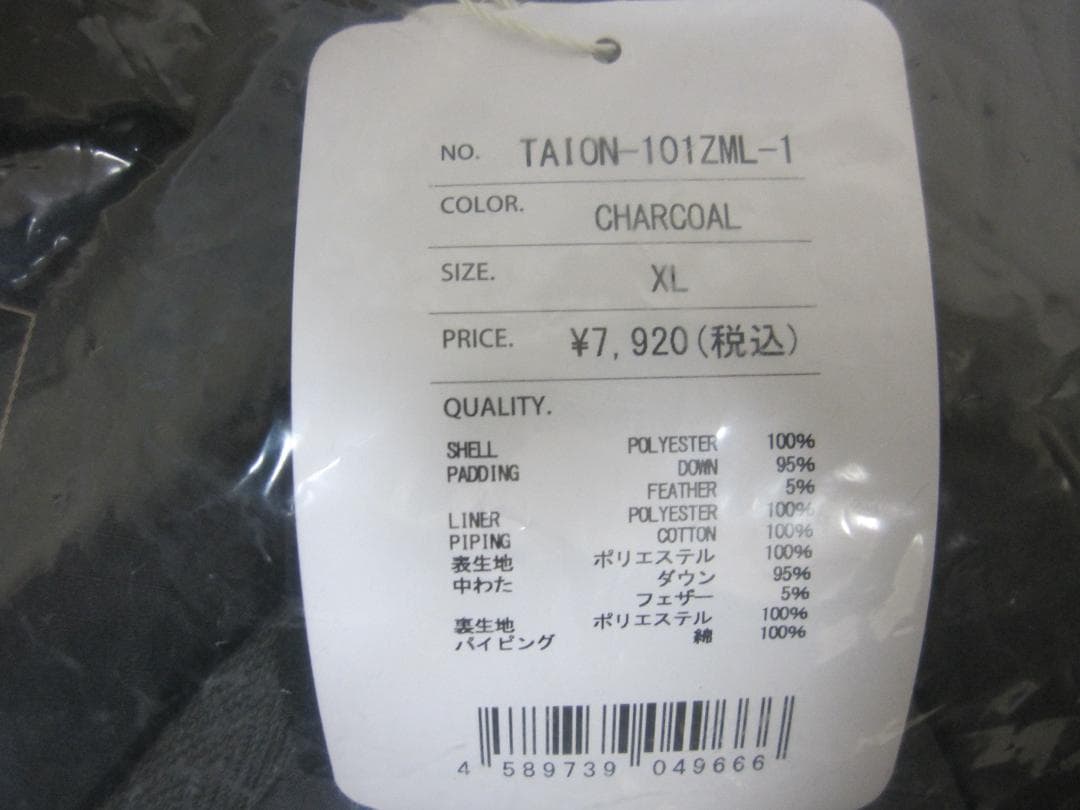 NO. TAION-101ZML-1
COLOR. CHARCOAL
SIZE. XL
PRICE. ¥7,920(税込)
QUALITY.
SHELL POLYESTER 100%
PADDING DOWN 95%
FEATHER 5%
LINER POLYESTER 100%
PIPING COTTON 100%
表生地 ポリエステル 100%
中わた ダウン 95%
フェザー 5%
裏生地 ポリエステル 100%
パイピング 綿 100%
4 589739 049666